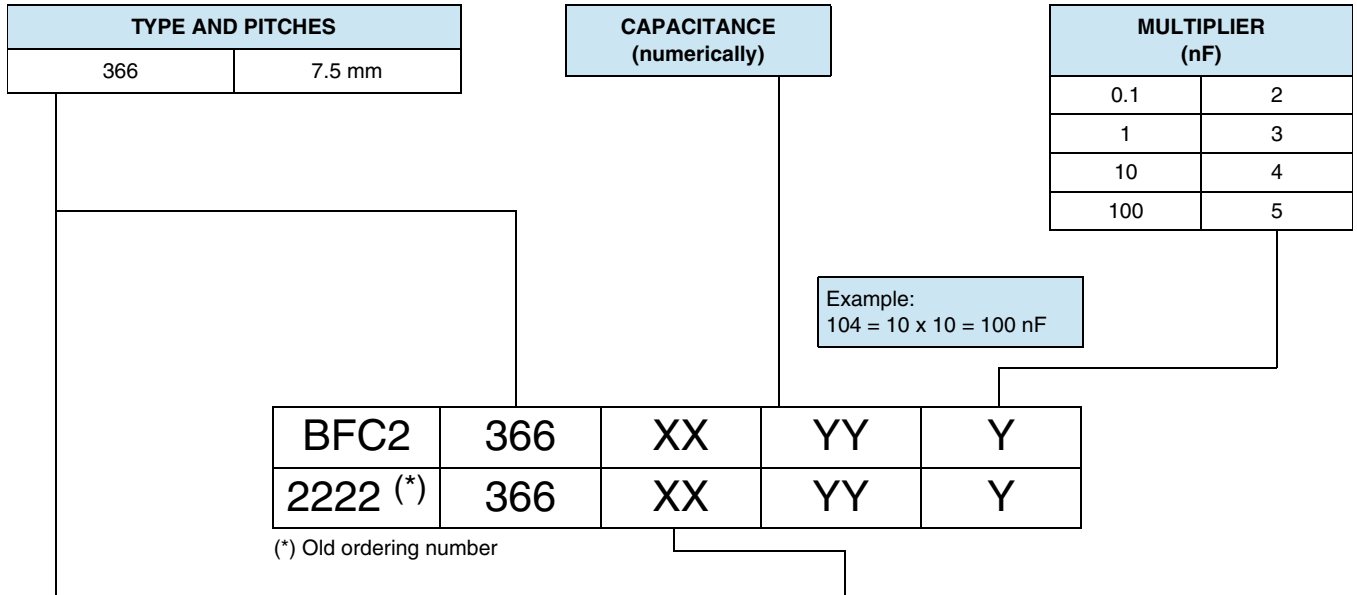 TYPE AND PITCHES
366 7.5 mm
CAPACITANCE
(numerically)
MULTIPLIER
(nF)
0.1 2
1 3
10 4
100 5
Example:
104 = 10 x 10 = 100 nF
BFC2 366 XX YY Y
2222 (*) 366 XX YY Y
(*) Old ordering number